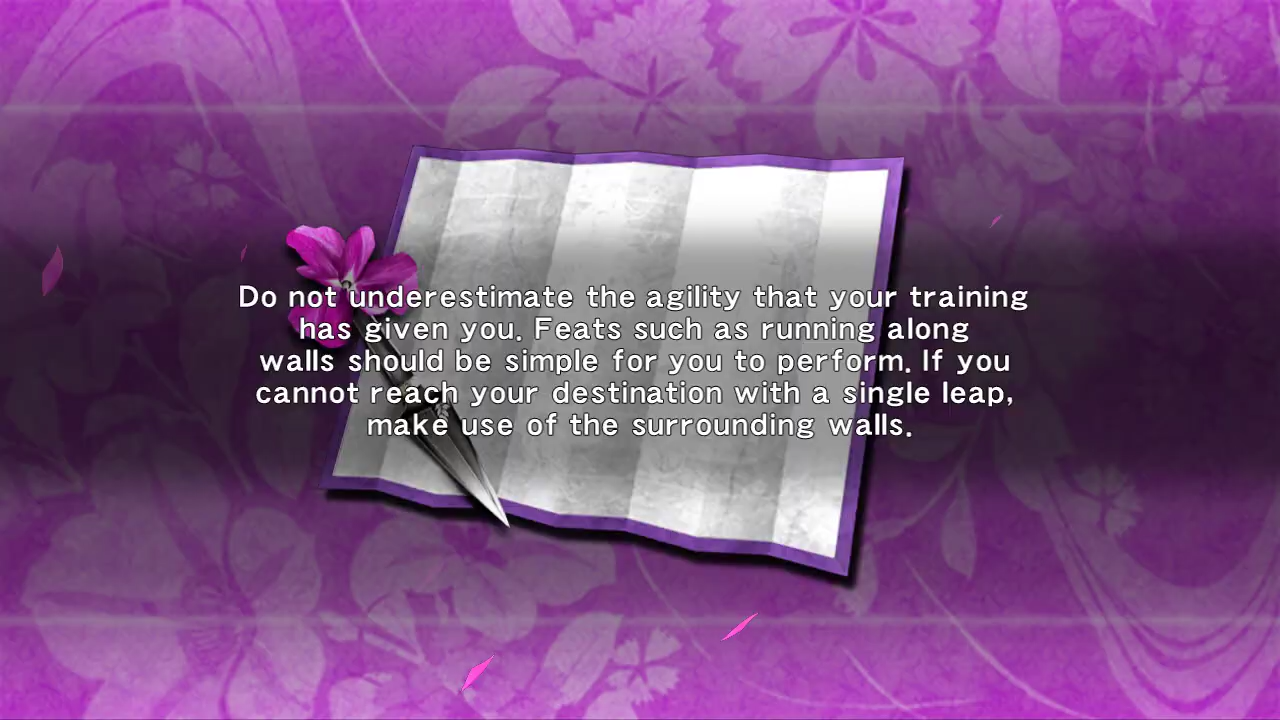 Do not underestimate the agility that your training
has given you. Feats such as running along
walls should be simple for you to perform. If you
cannot reach your destination with a single leap,
make use of the surrounding walls.